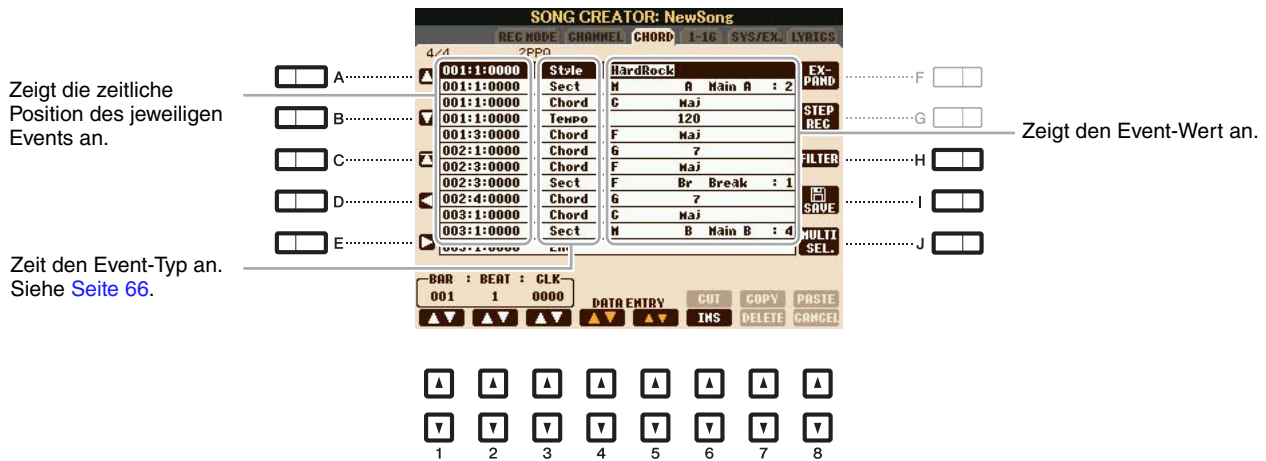 SONG CREATOR: NewSong
REC MODE CHANNEL CHORD 1-16 SYS/EX. LYRICS
4/4 2PPQ
001:1:0000 Style HardRock
001:1:0000 Sect M A Main A : 2
001:1:0000 Chord C Maj
001:1:0000 Tempo 120
001:3:0000 Chord F Maj
002:1:0000 Chord G 7
002:3:0000 Chord F Maj
002:3:0000 Sect F Br Break : 1
002:4:0000 Chord G 7
003:1:0000 Chord C Maj
003:1:0000 Sect M B Main B : 4
003:1:0000 End
EX-
PAND
STEP
REC
FILTER
SAVE
MULTI
SEL.
A
B
C
D
E
F
G
H
I
J
Zeigt die zeitliche
Position des jeweiligen
Events an.
Zeigt den Event-Wert an.
Zeit den Event-Typ an.
Siehe Seite 66.
BAR : BEAT : CLK
001 1 0000
DATA ENTRY
CUT COPY PASTE
INS DELETE CANCEL
1 2 3 4 5 6 7 8